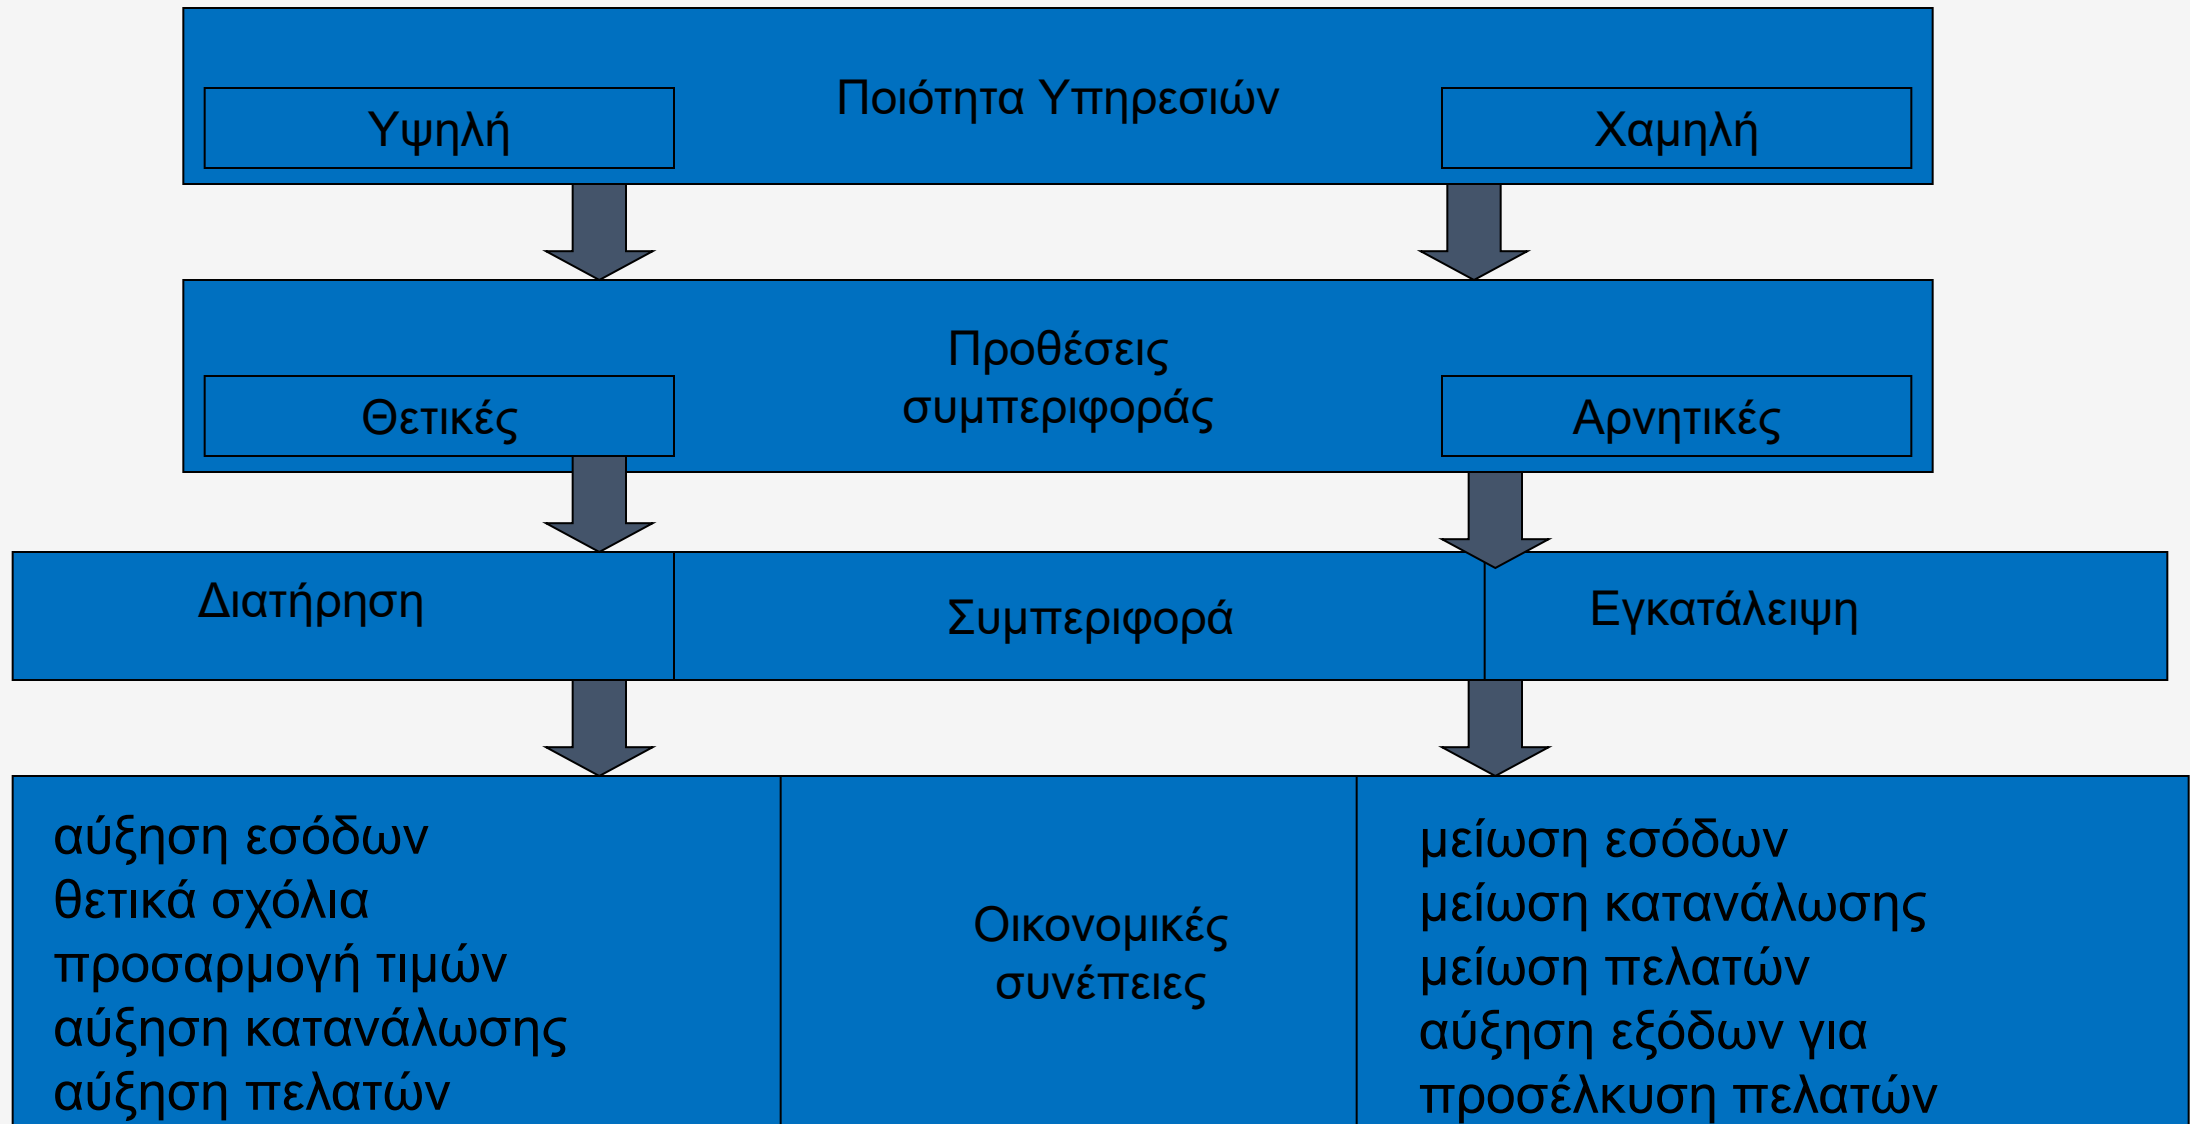 Ποιότητα Υπηρεσιών
Υψηλή
Χαμηλή
Προθέσεις
συμπεριφοράς
Θετικές
Αρνητικές
Διατήρηση
Συμπεριφορά
Εγκατάλειψη
αύξηση εσόδων
θετικά σχόλια
προσαρμογή τιμών
αύξηση κατανάλωσης
αύξηση πελατών
Οικονομικές
συνέπειες
μείωση εσόδων
μείωση κατανάλωσης
μείωση πελατών
αύξηση εξόδων για
προσέλκυση πελατών